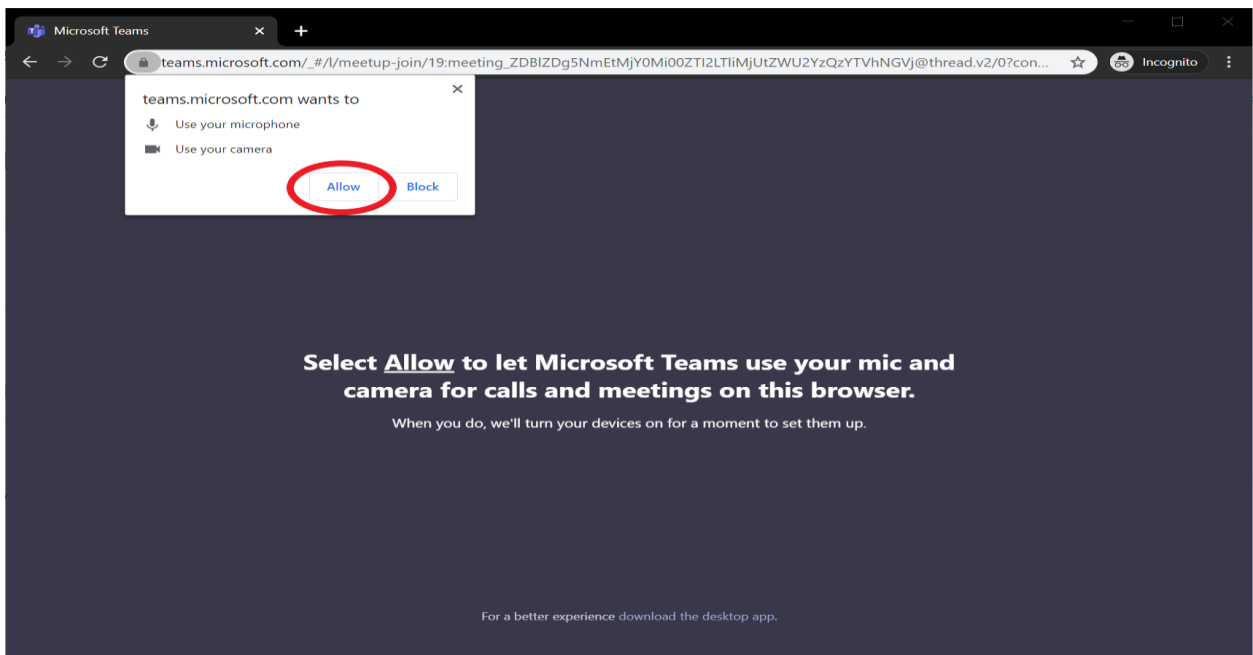 Microsoft Teams
teams.microsoft.com/_#/l/meetup-join/19:meeting_ZDBlZDg5NmEtMjY0Mi00ZTI2LTliMjUtZWU2YzQzYTVhNGVj@thread.v2/0?con...
Incognito
teams.microsoft.com wants to
Use your microphone
Use your camera
Allow Block
Select Allow to let Microsoft Teams use your mic and
camera for calls and meetings on this browser.
When you do, we'll turn your devices on for a moment to set them up.
For a better experience download the desktop app.